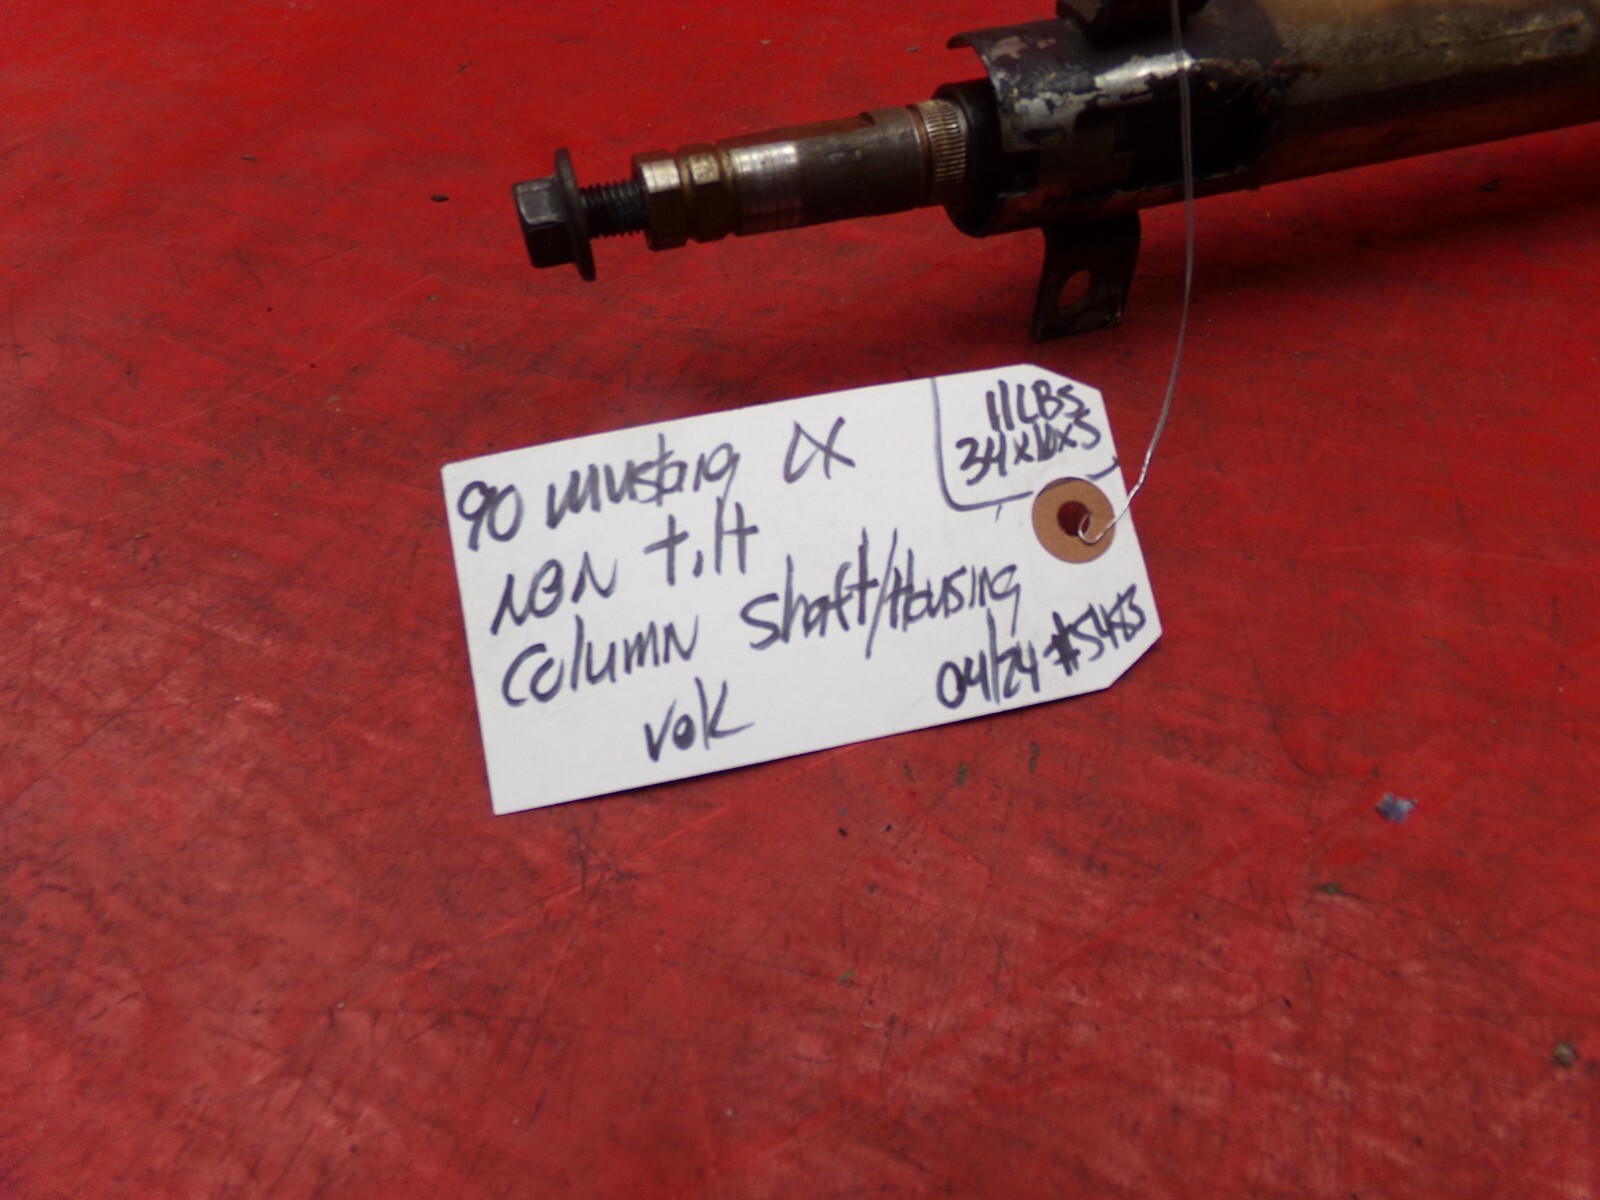 11LBS
34x10x5
90 Mustang LX
NON tilt
Column Shaft/Housing
VOK
04/24 #5483